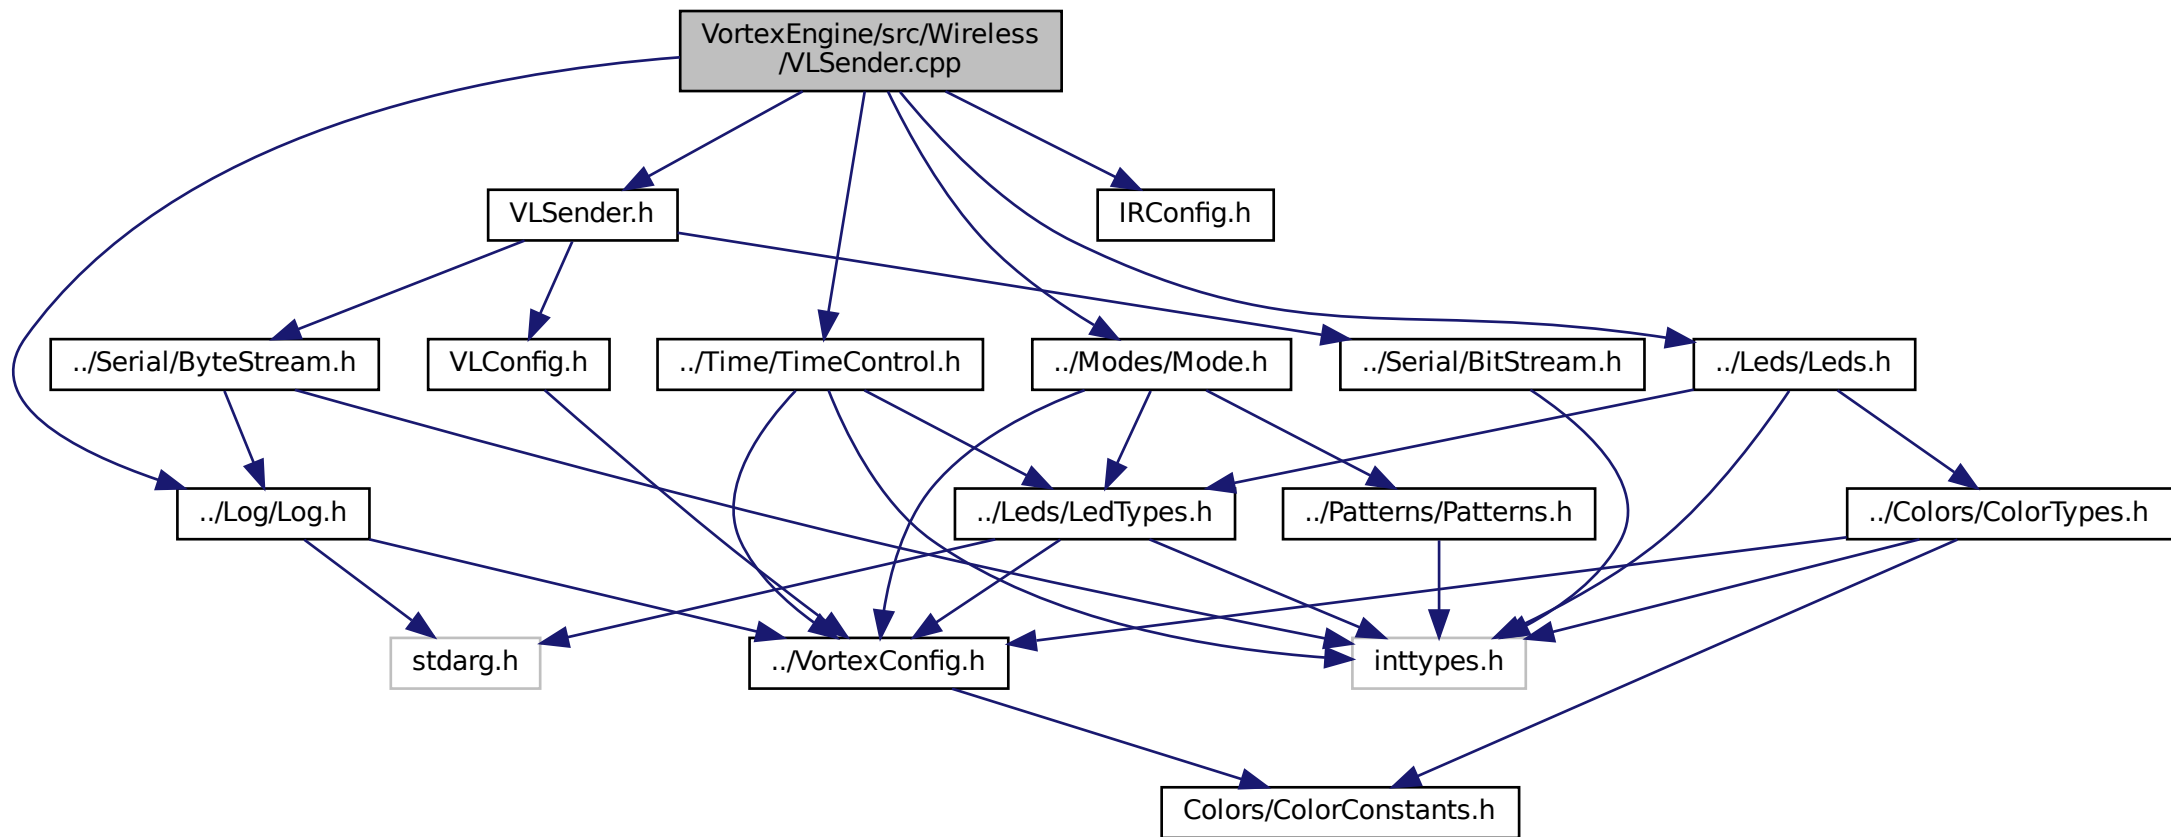 VortexEngine/src/Wireless
/VLSender.cpp
VLSender.h
IRConfig.h
../Serial/ByteStream.h
VLConfig.h
../Time/TimeControl.h
../Modes/Mode.h
../Serial/BitStream.h
../Leds/Leds.h
../Log/Log.h
../Leds/LedTypes.h
../Patterns/Patterns.h
../Colors/ColorTypes.h
stdarg.h
../VortexConfig.h
inttypes.h
Colors/ColorConstants.h